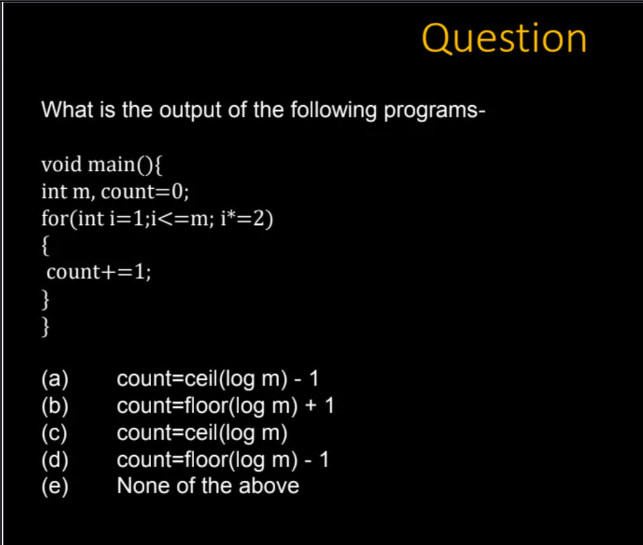 Question
What is the output of the following programs-
void main(){
int m, count=0;
for(int i=1;i<=m; i*=2)
{
count+=1;
}
}
(a) count=ceil(log m) - 1
(b) count=floor(log m) + 1
(c) count=ceil(log m)
(d) count=floor(log m) - 1
(e) None of the above